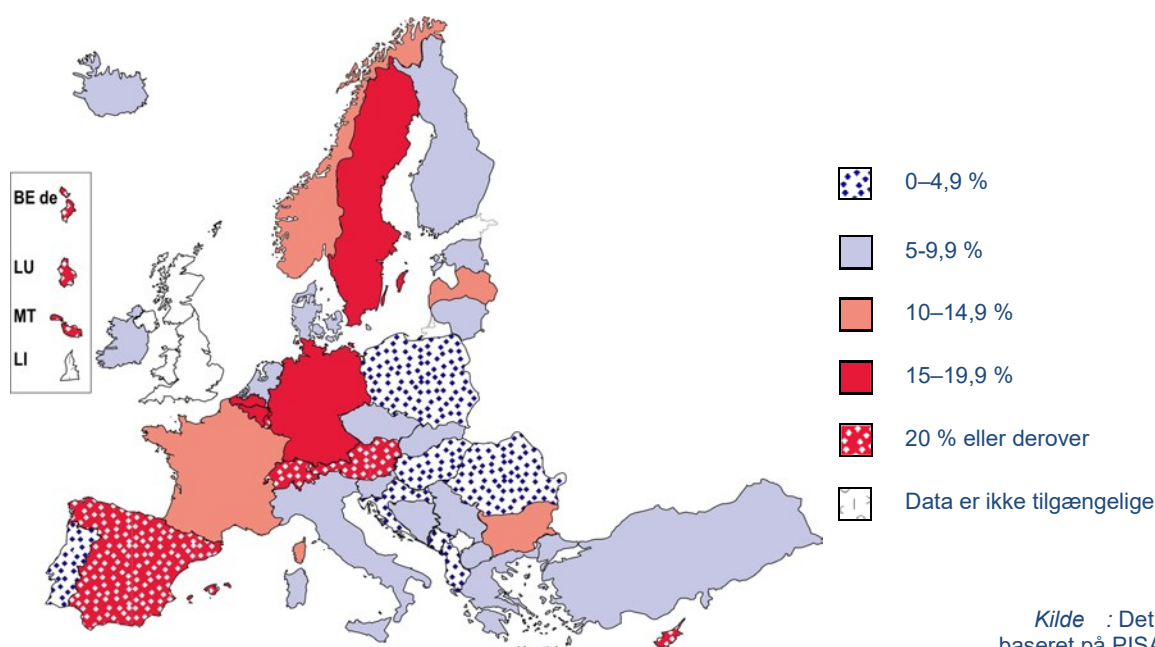 BE de
LU
MT
LI
0–4,9 %
5-9,9 %
10–14,9 %
15–19,9 %
20 % eller derover
Data er ikke tilgængelige
Kilde : Det
baseret på PISA